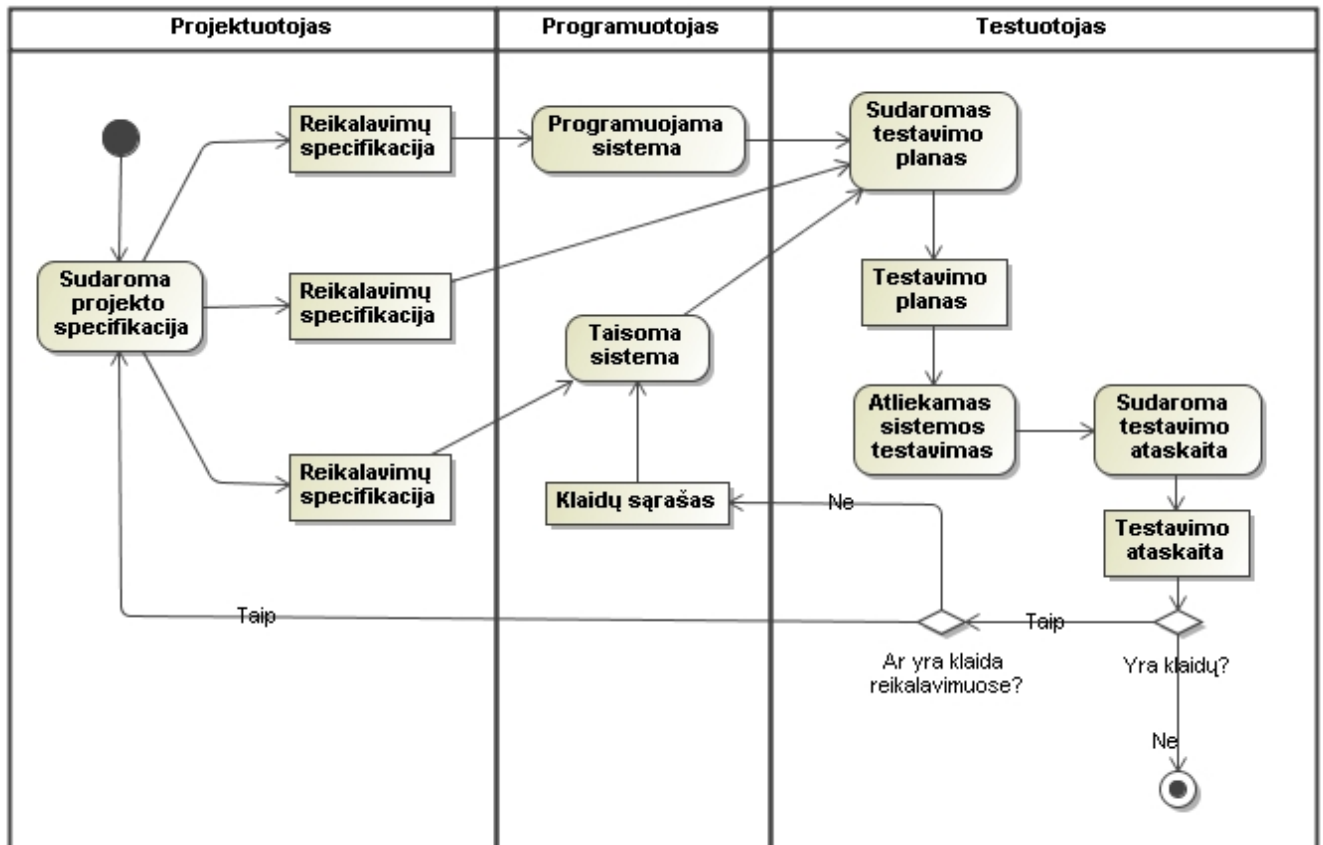 Projektuotojas
Programuotojas
Testuotojas
Reikalavimų
specifikacija
Programuojama
sistema
Sudaromas
testavimo
planas
Sudaroma
projekto
specifikacija
Reikalavimų
specifikacija
Testavimo
planas
Taisoma
sistema
Atliekamas
sistemos
testavimas
Sudaroma
testavimo
ataskaita
Reikalavimų
specifikacija
Klaidų sąrašas
Ne
Testavimo
ataskaita
Taip
Taip
Ar yra klaida
reikalavimuose?
Yra klaidų?
Ne